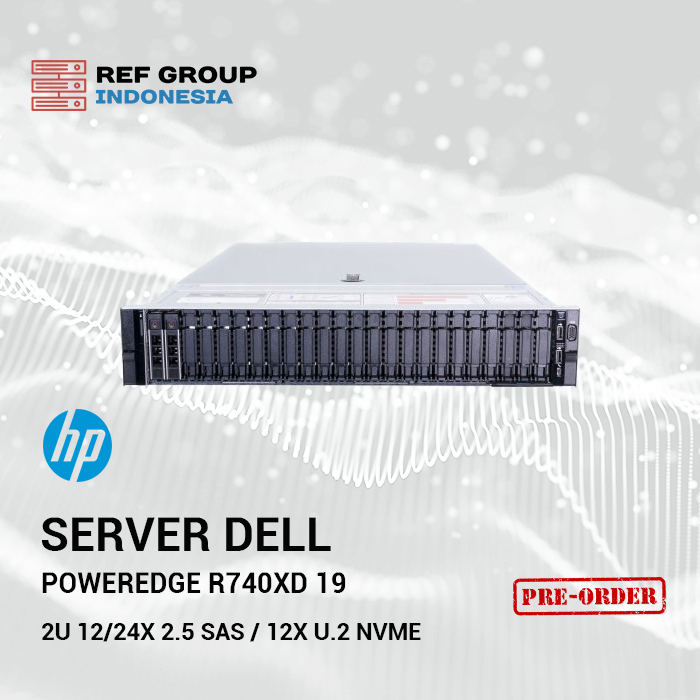 REF GROUP
INDONESIA
hp
SERVER DELL
POWEREDGE R740XD 19
PRE-ORDER
2U 12/24X 2.5 SAS / 12X U.2 NVME